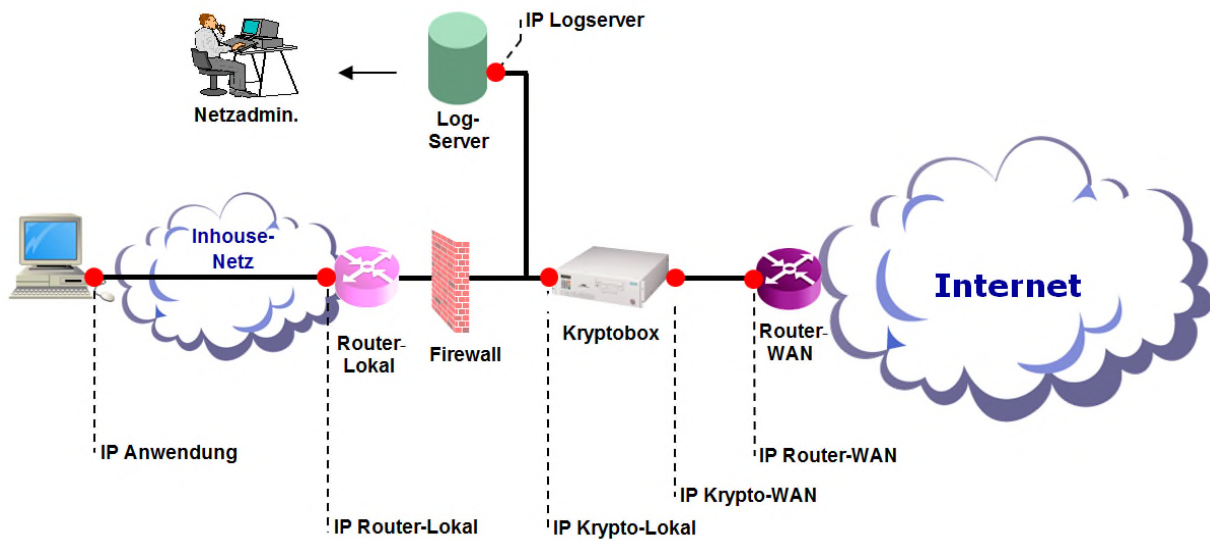 IP Logserver
Netzadmin.
Log-
Server
Inhouse-
Netz
Internet
Router-
Lokal
Firewall
Kryptobox
Router-
WAN
IP Anwendung
IP Router-WAN
IP Krypto-WAN
IP Router-Lokal
IP Krypto-Lokal